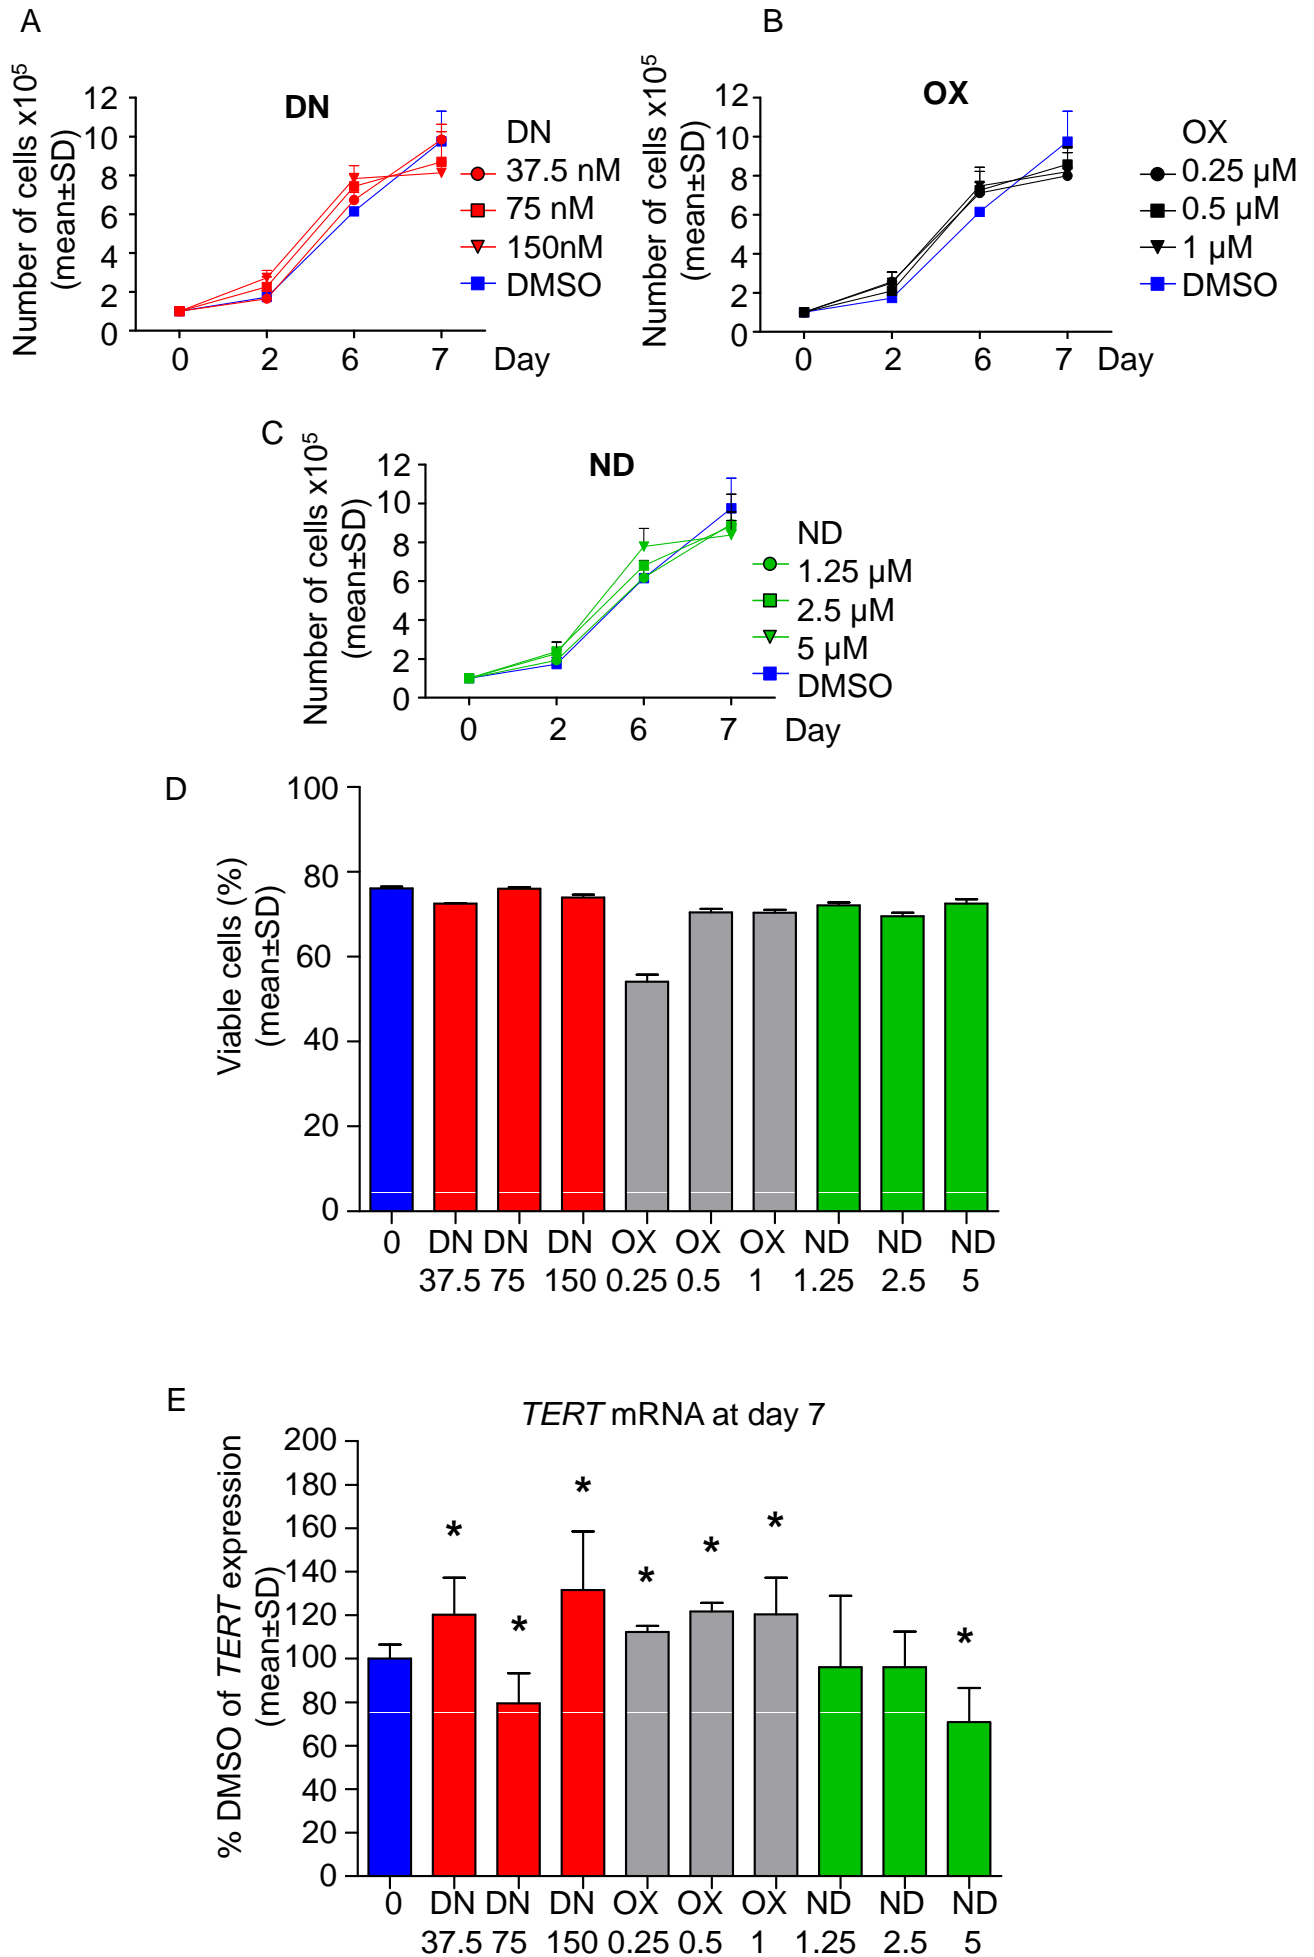 A
Number of cells x10⁵
(mean±SD)
DN
12
10
8
6
4
2
0
0 2 6 7 Day
DN
37.5 nM
75 nM
150nM
DMSO
B
Number of cells x10⁵
(mean±SD)
OX
12
10
8
6
4
2
0
0 2 6 7 Day
OX
0.25 µM
0.5 µM
1 µM
DMSO
C
Number of cells x10⁵
(mean±SD)
ND
12
10
8
6
4
2
0
0 2 6 7 Day
ND
1.25 µM
2.5 µM
5 µM
DMSO
D
Viable cells (%)
(mean±SD)
100
80
60
40
20
0
0 DN DN DN OX OX OX ND ND ND
37.5 75 150 0.25 0.5 1 1.25 2.5 5
E
TERT mRNA at day 7
% DMSO of TERT expression
(mean±SD)
200
180
160
140
120
100
80
60
40
20
0
* * * * * * *
0 DN DN DN OX OX OX ND ND ND
37.5 75 150 0.25 0.5 1 1.25 2.5 5